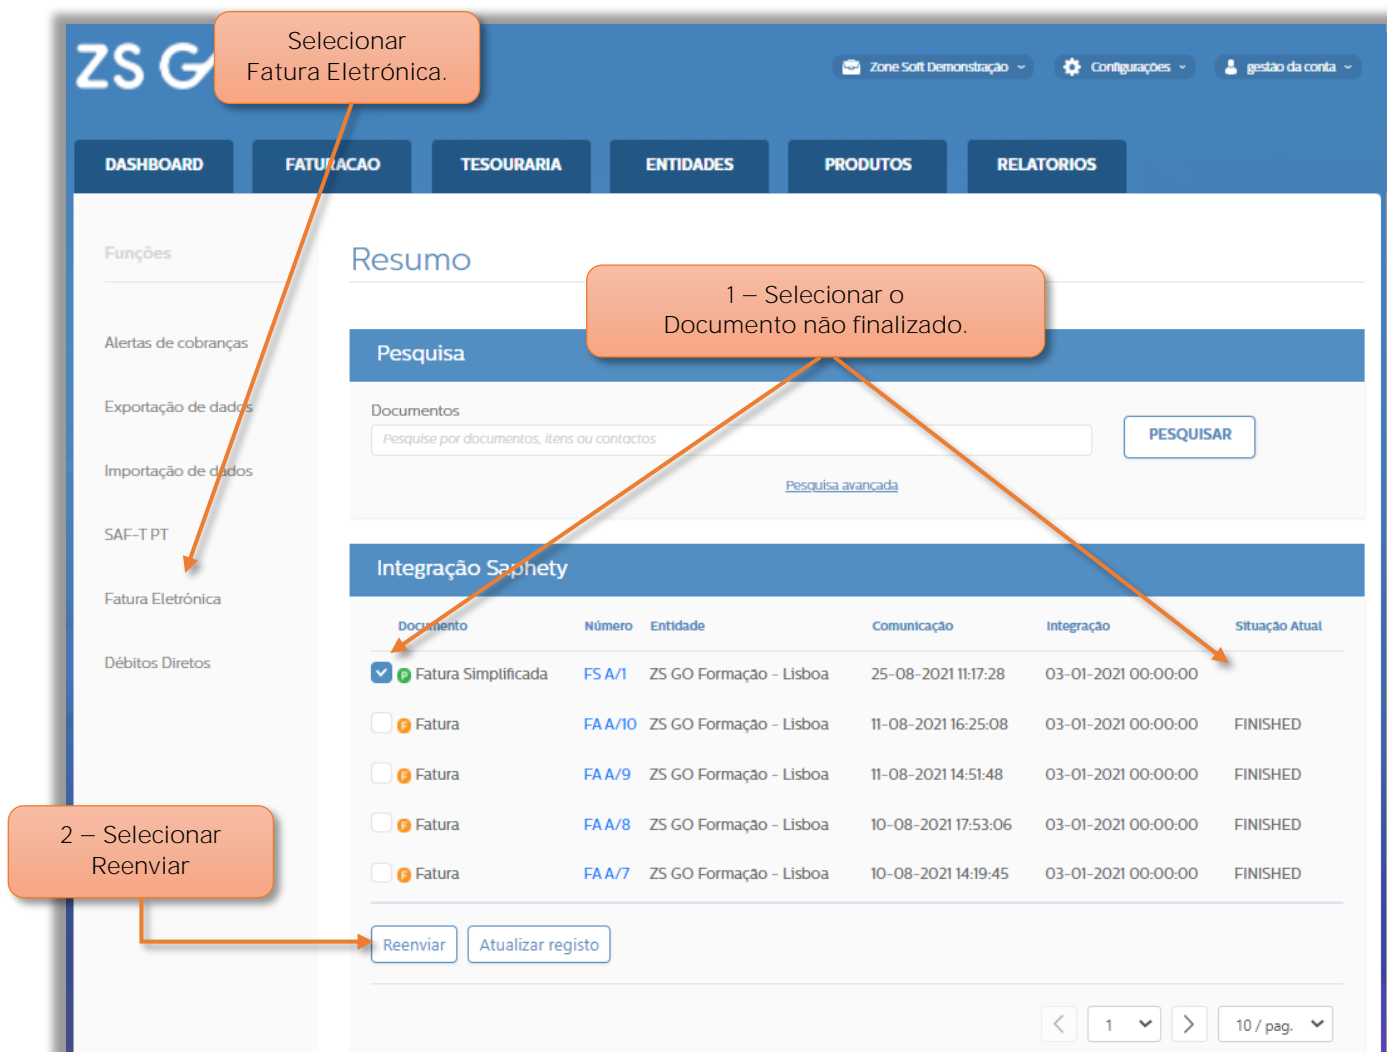 ZS G
Selecionar
Fatura Eletrónica.
Zone Soft Demonstração
Configurações
gestão da conta
DASHBOARD
FATURACAO
TESOURARIA
ENTIDADES
PRODUTOS
RELATORIOS
Funções
Alertas de cobranças
Exportação de dados
Importação de dados
SAF-T PT
Fatura Eletrónica
Débitos Diretos
Resumo
1 – Selecionar o
Documento não finalizado.
Pesquisa
Documentos
Pesquise por documentos, itens ou contactos
PESQUISAR
Pesquisa avançada
Integração Saphety
Documento Número Entidade Comunicação Integração Situação Atual
P Fatura Simplificada FS A/1 ZS GO Formação - Lisboa 25-08-2021 11:17:28 03-01-2021 00:00:00
F Fatura FA A/10 ZS GO Formação - Lisboa 11-08-2021 16:25:08 03-01-2021 00:00:00 FINISHED
F Fatura FA A/9 ZS GO Formação - Lisboa 11-08-2021 14:51:48 03-01-2021 00:00:00 FINISHED
F Fatura FA A/8 ZS GO Formação - Lisboa 10-08-2021 17:53:06 03-01-2021 00:00:00 FINISHED
F Fatura FA A/7 ZS GO Formação - Lisboa 10-08-2021 14:19:45 03-01-2021 00:00:00 FINISHED
2 – Selecionar
Reenviar
Reenviar
Atualizar registo
1
10 / pag.